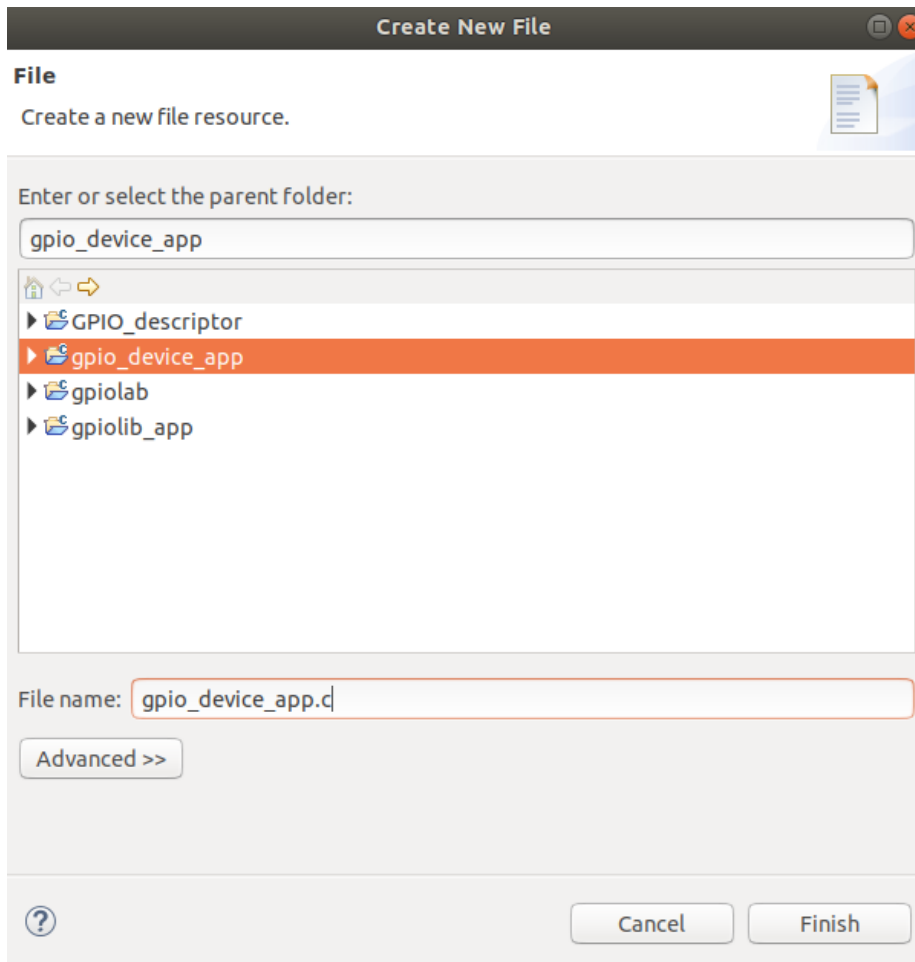 Create New File
File
Create a new file resource.
Enter or select the parent folder:
gpio_device_app
GPIO_descriptor
gpio_device_app
gpiolab
gpiolib_app
File name: gpio_device_app.c
Advanced >>
Cancel Finish